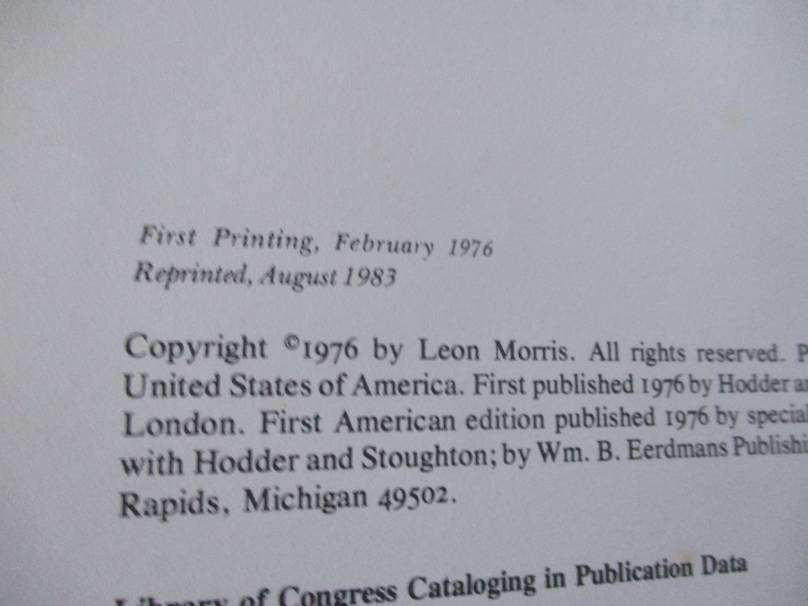 First Printing, February 1976
Reprinted, August 1983
Copyright ©1976 by Leon Morris. All rights reserved. P
United States of America. First published 1976 by Hodder a
London. First American edition published 1976 by special
with Hodder and Stoughton; by Wm. B. Eerdmans Publishi
Rapids, Michigan 49502.
Library of Congress Cataloging in Publication Data